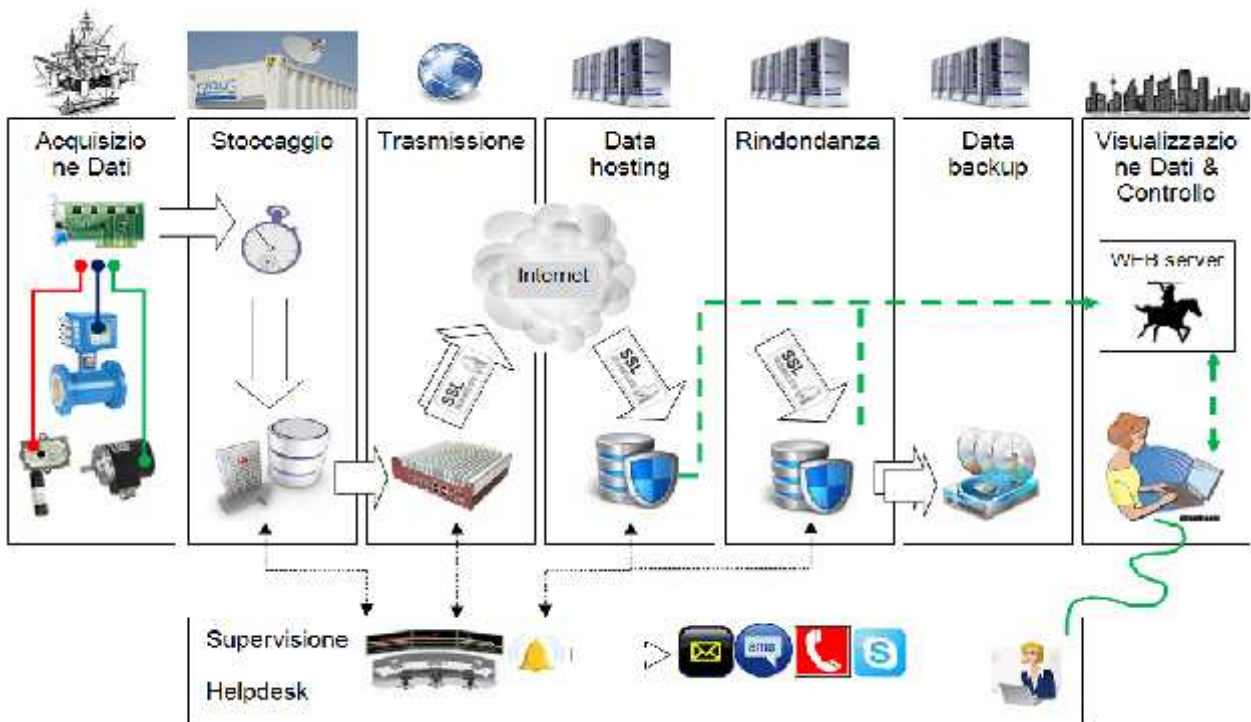 Acquisizio
ne Dati
Stoccaggio
Trasmissione
Data
hosting
Rindondanza
Data
backup
Visualizzazio
ne Dati &
Controllo
Internet
WEB server
SSL
SSL
SSL
Supervisione
Helpdesk
sms
S